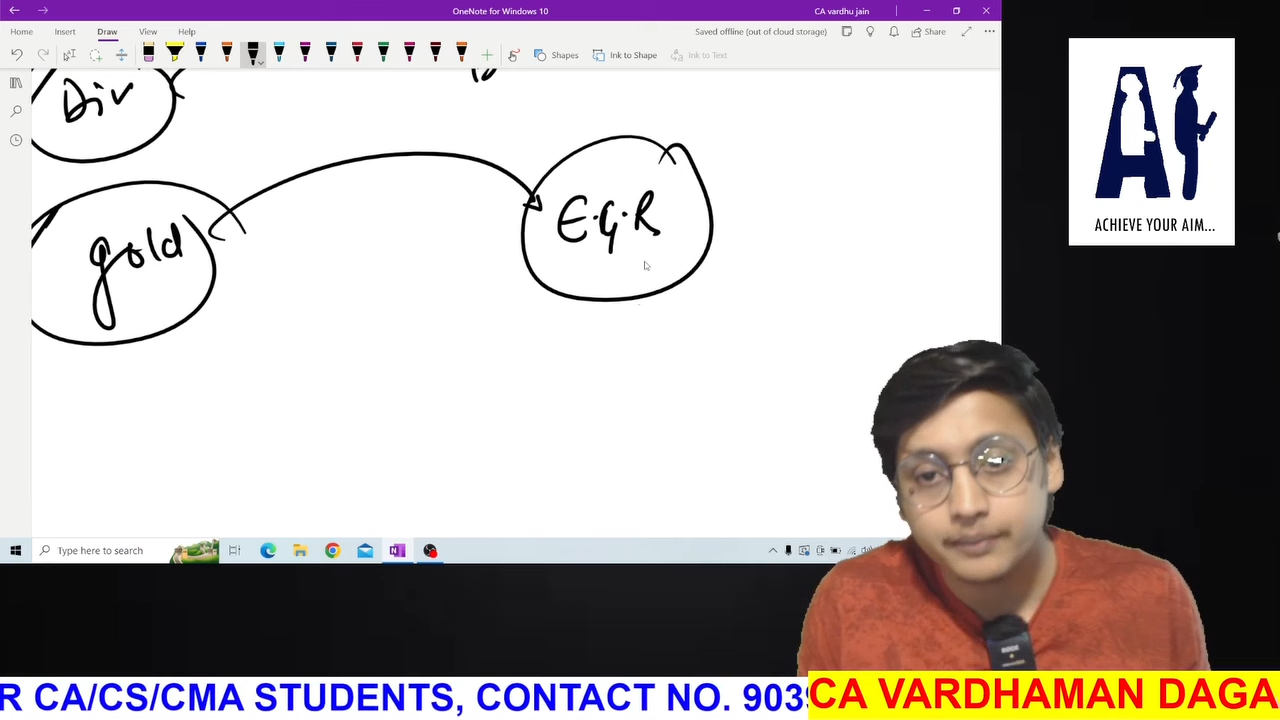 OneNote for Windows 10
CA vardhu jain
Home Insert Draw View Help
Saved offline (out of cloud storage)
Share
Shapes
Ink to Shape
Ink to Text
Div
gold
E.G.R
ACHIEVE YOUR AIM...
Type here to search
R CA/CS/CMA STUDENTS, CONTACT NO. 903
CA VARDHAMAN DAGA